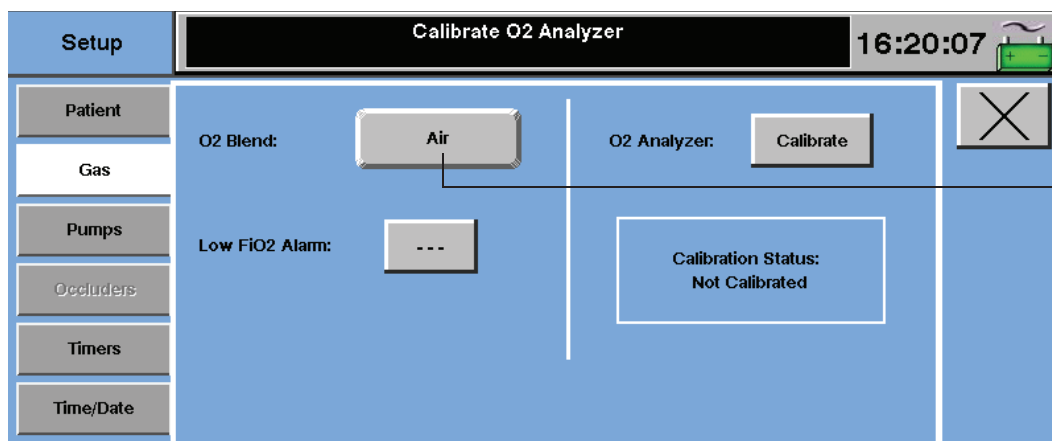 Setup
Calibrate O2 Analyzer
16:20:07
Patient
Gas
Pumps
Occluders
Timers
Time/Date
O2 Blend:
Air
Low FiO2 Alarm:
---
O2 Analyzer:
Calibrate
Calibration Status:
Not Calibrated